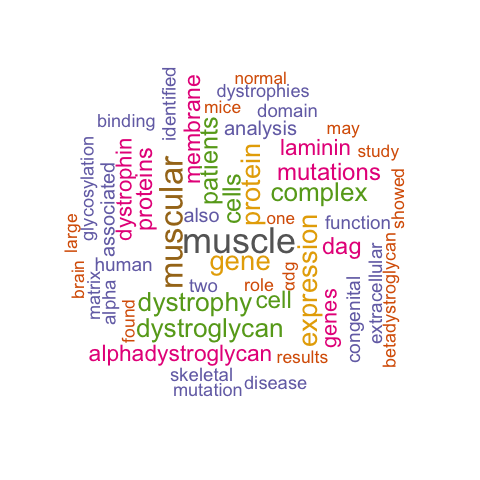 normal
dystrophies
mice
domain
binding
identified
membrane
patients
analysis
may
dystrophin
proteins
laminin
study
glycosylation
associated
muscular
cells
protein
mutations
complex
showed
large
also
one
function
muscle
dag
brain
human
gene
expression
matrix
alpha
two
role
αdg
genes
congenital
extracellular
betadystroglycan
found
dystrophy
cell
dystroglycan
alphadystroglycan
results
skeletal
mutation
disease